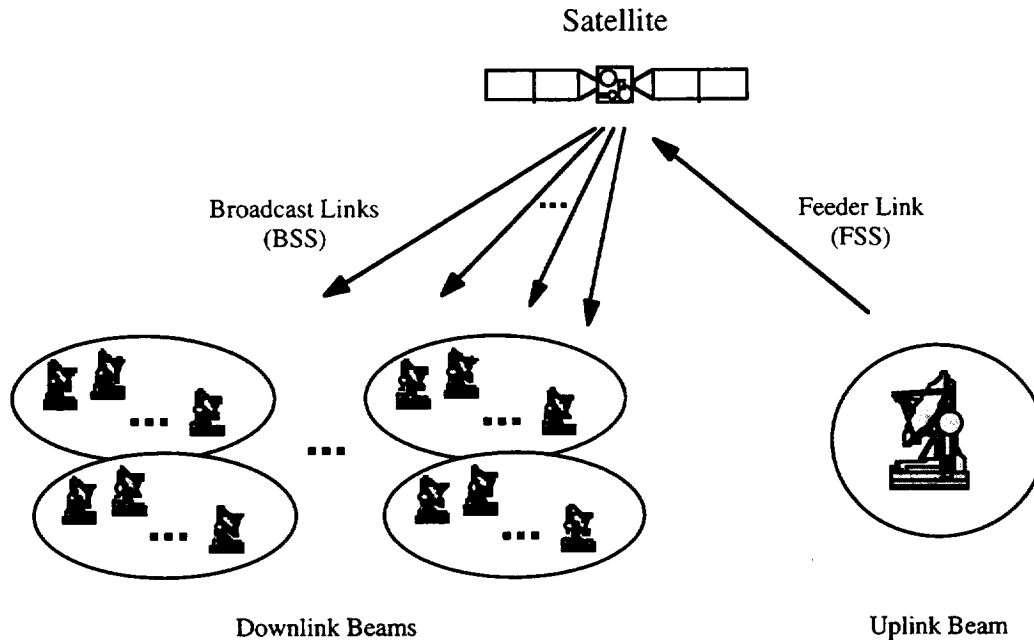 Satellite
Broadcast Links
(BSS)
Feeder Link
(FSS)
Downlink Beams
Uplink Beam